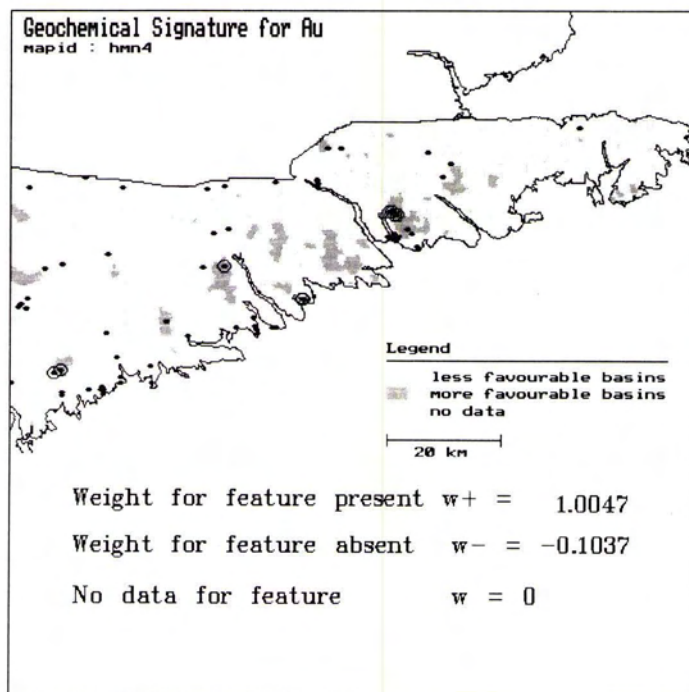 Geochemical Signature for Au
mapid : hmn4
Legend
less favourable basins
more favourable basins
no data
20 km
Weight for feature present w+ = 1.0047
Weight for feature absent w- = -0.1037
No data for feature w = 0